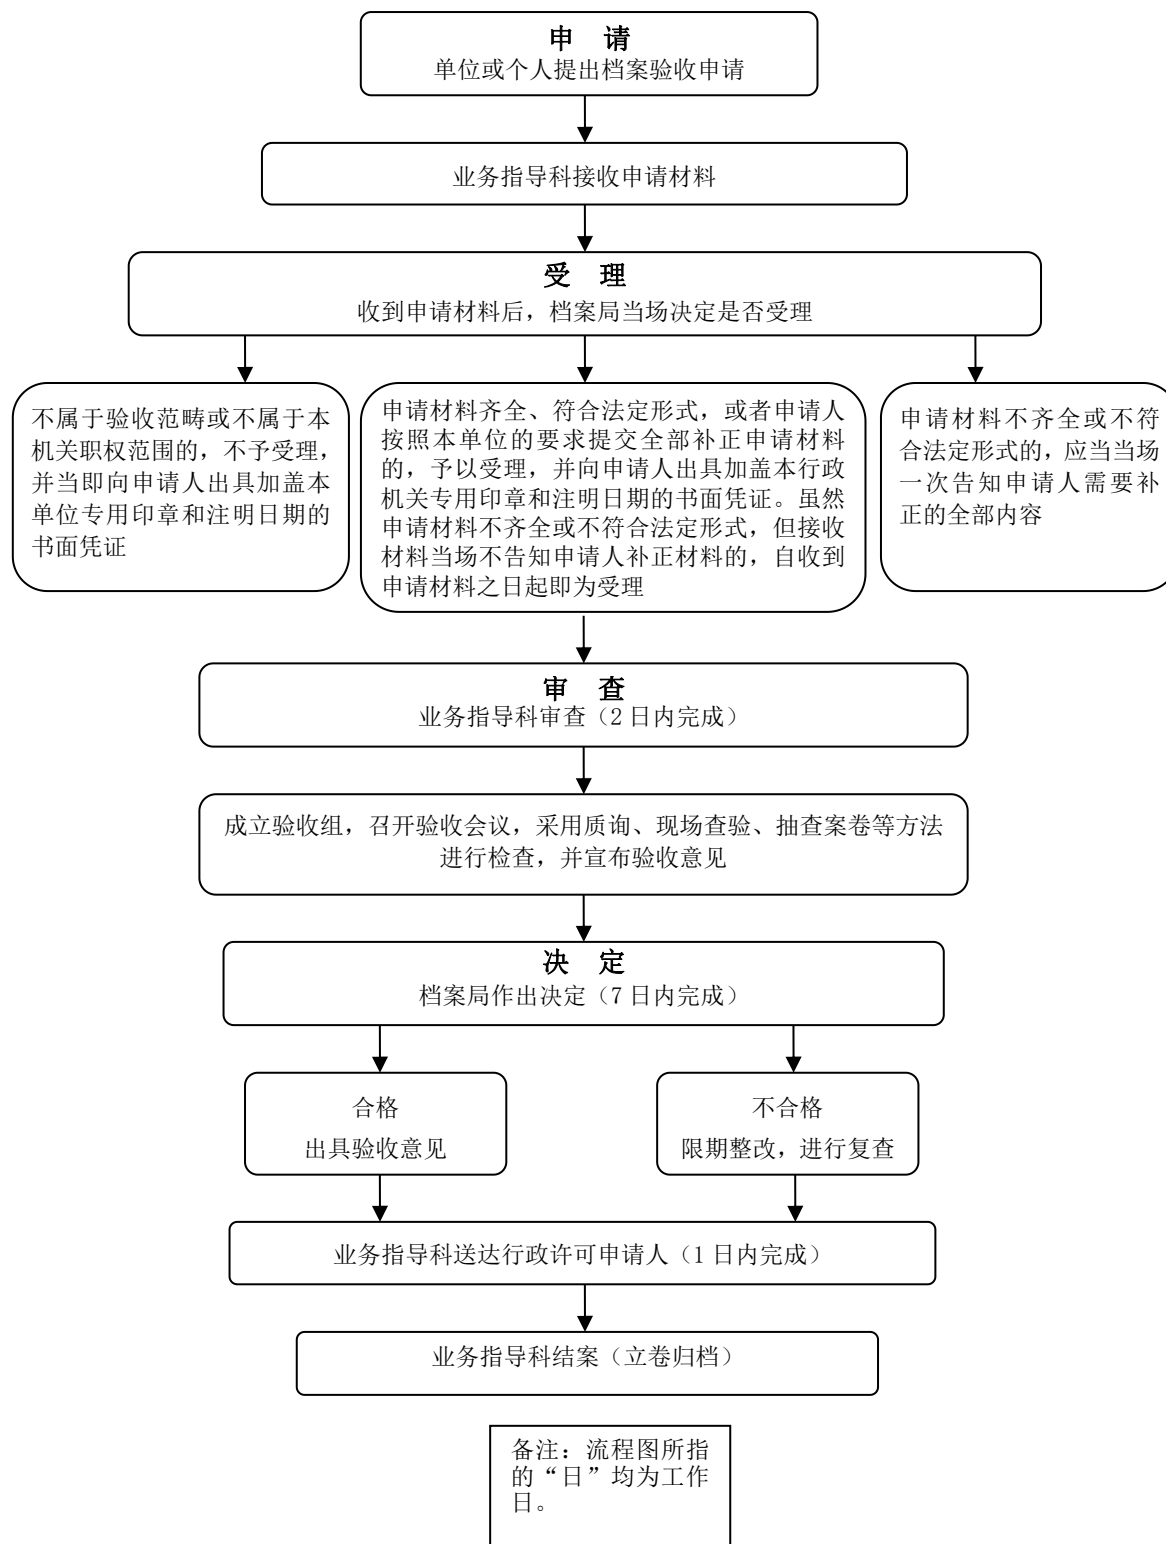 申 请
单位或个人提出档案验收申请
业务指导科接收申请材料
受 理
收到申请材料后，档案局当场决定是否受理
不属于验收范畴或不属于本
机关职权范围的，不予受理，
并当即向申请人出具加盖本
单位专用印章和注明日期的
书面凭证
申请材料齐全、符合法定形式，或者申请人
按照本单位的要求提交全部补正申请材料
的，予以受理，并向申请人出具加盖本行政
机关专用印章和注明日期的书面凭证。虽然
申请材料不齐全或不符合法定形式，但接收
材料当场不告知申请人补正材料的，自收到
申请材料之日起即为受理
申请材料不齐全或不符
合法定形式的，应当当场
一次告知申请人需要补
正的全部内容
审 查
业务指导科审查（2 日内完成）
成立验收组，召开验收会议，采用质询、现场查验、抽查案卷等方法
进行检查，并宣布验收意见
决 定
档案局作出决定（7 日内完成）
合格
出具验收意见
不合格
限期整改，进行复查
业务指导科送达行政许可申请人（1 日内完成）
业务指导科结案（立卷归档）
备注：流程图所指
的“日”均为工作
日。